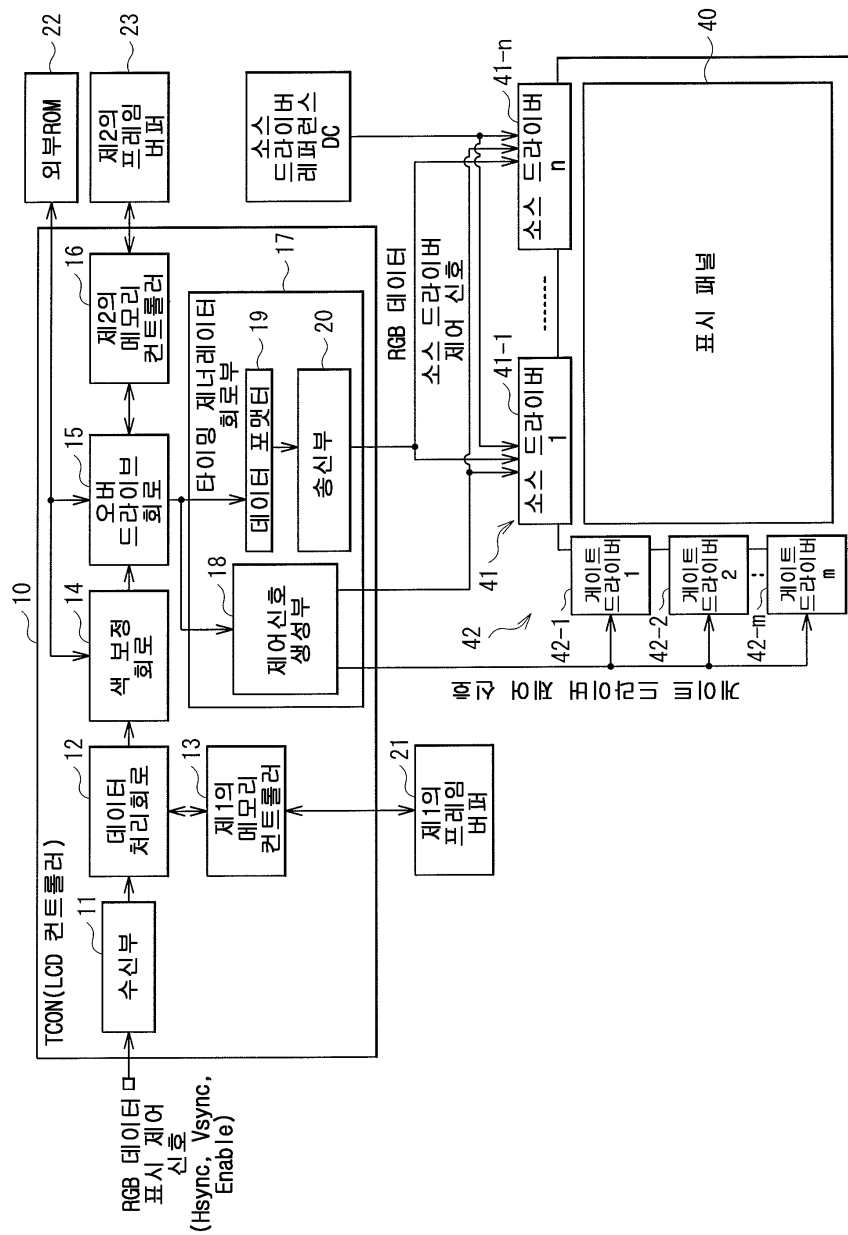 10
TCON(LCD 컨트롤러)
RGB 데이터
표시 제어
신호
(Hsync, Vsync,
Enable)
11
수신부
12
데이터
처리회로
13
제1의
메모리
컨트롤러
14
색 보정
회로
15
오버
드라이브
회로
16
제2의
메모리
컨트롤러
17
타이밍 제너레이터
회로부
18
제어신호
생성부
19
데이터 포맷터
20
송신부
21
제1의
프레임
버퍼
22
외부ROM
23
제2의
프레임
버퍼
소스
드라이버
레퍼런스
DC
RGB 데이터
소스 드라이버
제어 신호
게이트 드라이버 제어 신호
41
41-1
소스 드라이버
1
-------
41-n
소스 드라이버
n
42
42-1
게이트
드라이버
1
42-2
게이트
드라이버
2
42-m
게이트
드라이버
m
40
표시 패널